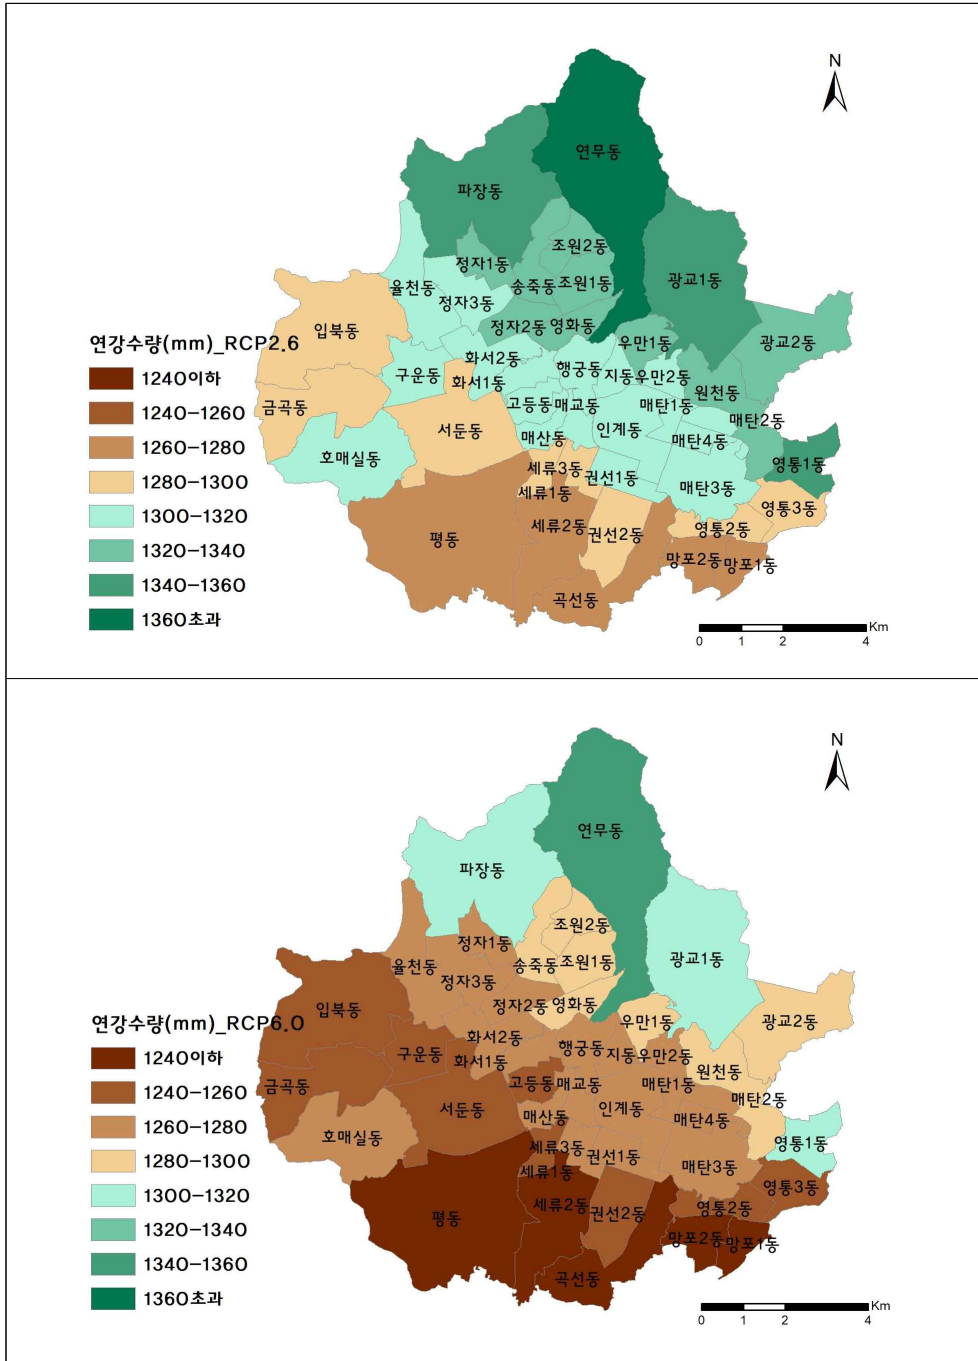 N
연무동
파장동
조원2동
정자1동
광교1동
율천동
송죽동
조원1동
정자3동
입북동
정자2동
영화동
우만1동
광교2동
연강수량(mm)_RCP2.6
화서2동
행궁동
지동
우만2동
구운동
화서1동
원천동
1240이하
금곡동
고등동
매교동
매탄1동
매탄2동
1240-1260
서둔동
매산동
인계동
매탄4동
1260-1280
호매실동
세류3동
권선1동
매탄3동
영통1동
1280-1300
세류1동
영통3동
1300-1320
평동
세류2동
권선2동
영통2동
1320-1340
망포2동
망포1동
1340-1360
곡선동
1360초과
Km
0 1 2 4
N
연무동
파장동
조원2동
정자1동
광교1동
율천동
송죽동
조원1동
정자3동
입북동
정자2동
영화동
우만1동
광교2동
연강수량(mm)_RCP6.0
화서2동
행궁동
지동
우만2동
구운동
화서1동
원천동
1240이하
금곡동
고등동
매교동
매탄1동
매탄2동
1240-1260
서둔동
매산동
인계동
매탄4동
1260-1280
호매실동
세류3동
권선1동
매탄3동
영통1동
1280-1300
세류1동
영통3동
1300-1320
평동
세류2동
권선2동
영통2동
1320-1340
망포2동
망포1동
1340-1360
곡선동
1360초과
Km
0 1 2 4